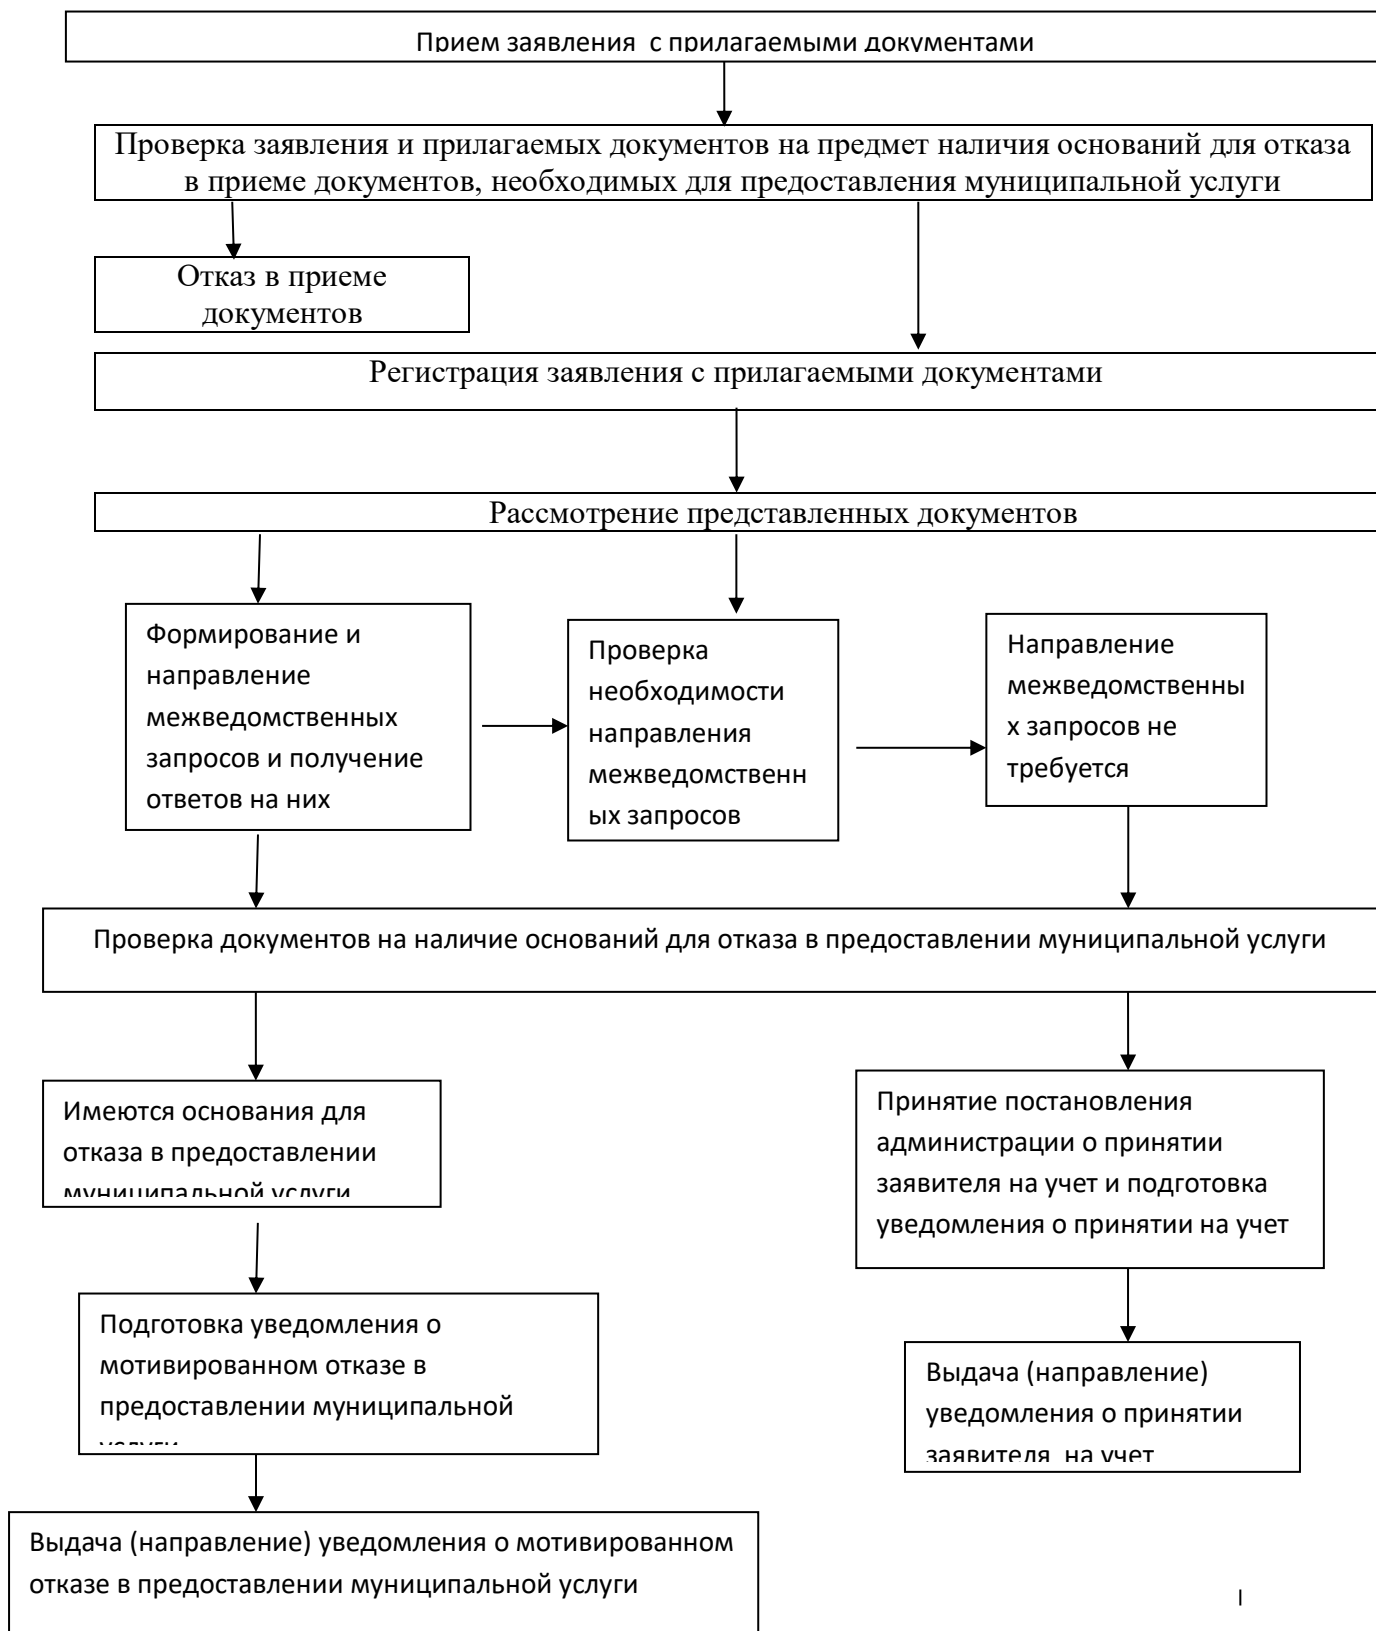 Прием заявления с прилагаемыми документами
Проверка заявления и прилагаемых документов на предмет наличия оснований для отказа
в приеме документов, необходимых для предоставления муниципальной услуги
Отказ в приеме
документов
Регистрация заявления с прилагаемыми документами
Рассмотрение представленных документов
Формирование и
направление
межведомственных
запросов и получение
ответов на них
Проверка
необходимости
направления
межведомственн
ых запросов
Направление
межведомственны
х запросов не
требуется
Проверка документов на наличие оснований для отказа в предоставлении муниципальной услуги
Имеются основания для
отказа в предоставлении
муниципальной услуги
Принятие постановления
администрации о принятии
заявителя на учет и подготовка
уведомления о принятии на учет
Подготовка уведомления о
мотивированном отказе в
предоставлении муниципальной
услуги
Выдача (направление)
уведомления о принятии
заявителя на учет
Выдача (направление) уведомления о мотивированном
отказе в предоставлении муниципальной услуги